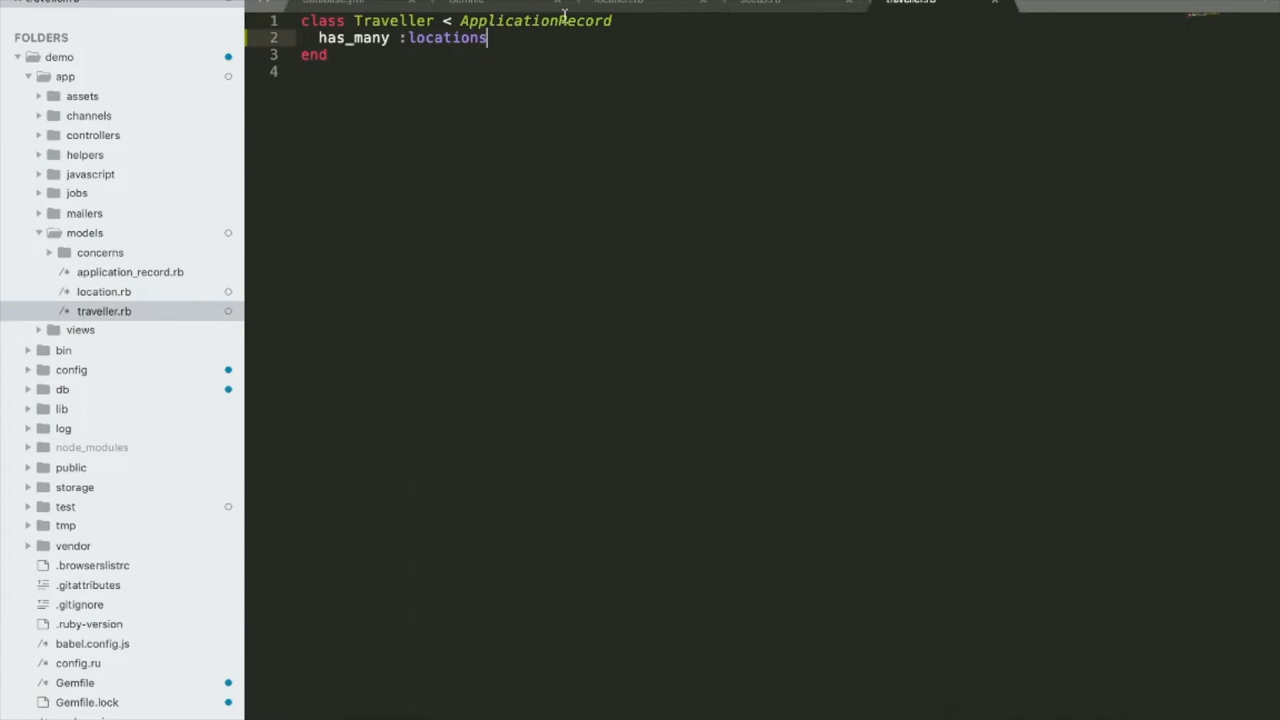 FOLDERS
demo
app
assets
channels
controllers
helpers
javascript
jobs
mailers
models
concerns
/* application_record.rb
/* location.rb
/* traveller.rb
views
bin
config
db
lib
log
node_modules
public
storage
test
tmp
vendor
.browserslistrc
.gitattributes
.gitignore
.ruby-version
/* babel.config.js
/* config.ru
/* Gemfile
Gemfile.lock
1 class Traveller < ApplicationRecord
2 has_many :locations
3 end
4